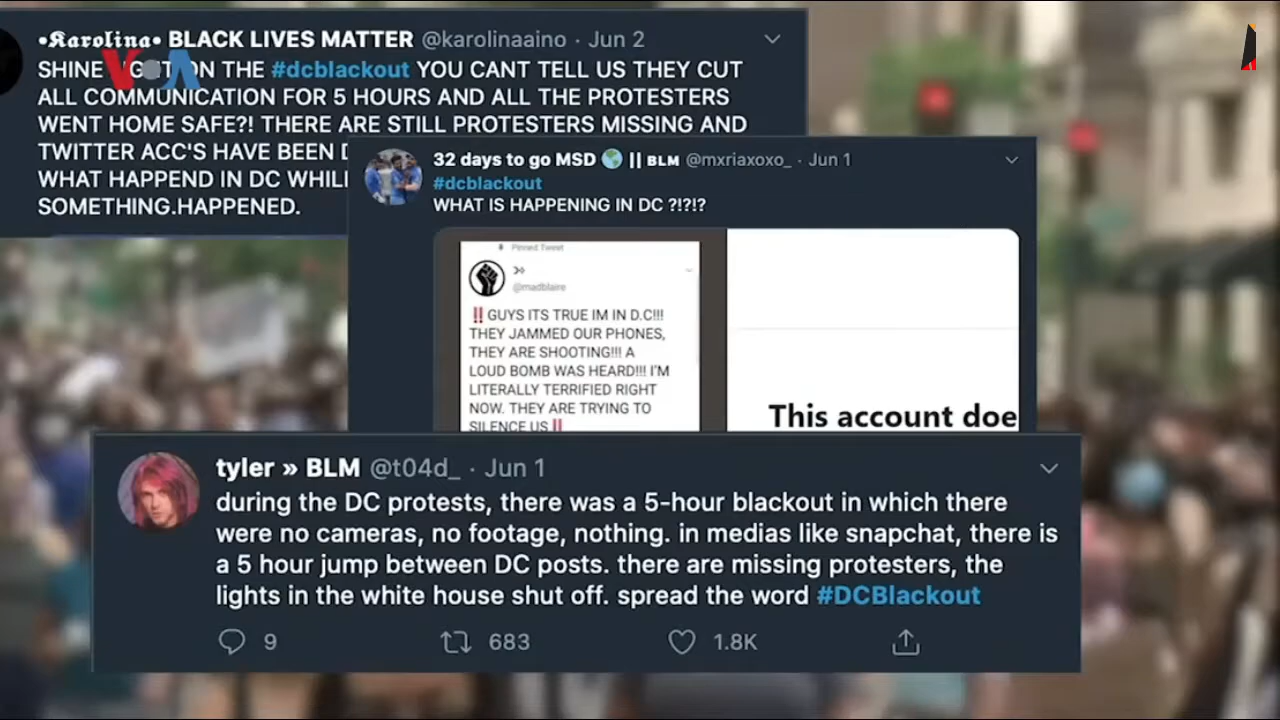 •𝕶𝖆𝖗𝖔𝖑𝖎𝖓𝖆• BLACK LIVES MATTER @karolinaaino · Jun 2
SHINE ON THE #dcblackout YOU CANT TELL US THEY CUT
ALL COMMUNICATION FOR 5 HOURS AND ALL THE PROTESTERS
WENT HOME SAFE?! THERE ARE STILL PROTESTERS MISSING AND
TWITTER ACC'S HAVE BEEN
WHAT HAPPEND IN DC
SOMETHING.HAPPENED.
VOA
32 days to go MSD 🌎 || BLM @mxriaxoxo_ · Jun 1
#dcblackout
WHAT IS HAPPENING IN DC ?!?!?
Pinned Tweet
@madblaire
‼️ GUYS ITS TRUE IM IN D.C!!!
THEY JAMMED OUR PHONES,
THEY ARE SHOOTING!!! A
LOUD BOMB WAS HEARD!!! I'M
LITERALLY TERRIFIED RIGHT
NOW. THEY ARE TRYING TO
SILENCE US‼️
This account doe
tyler » BLM @t04d_ · Jun 1
during the DC protests, there was a 5-hour blackout in which there
were no cameras, no footage, nothing. in medias like snapchat, there is
a 5 hour jump between DC posts. there are missing protesters, the
lights in the white house shut off. spread the word #DCBlackout
9 683 1.8K